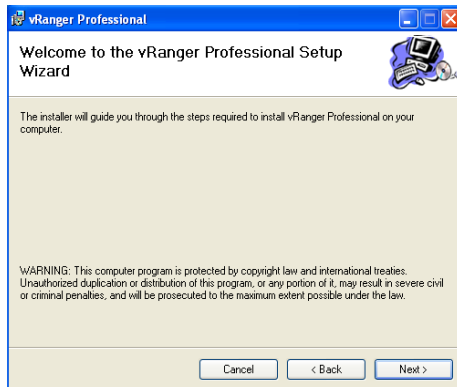 vRanger Professional
Welcome to the vRanger Professional Setup
Wizard
The installer will guide you through the steps required to install vRanger Professional on your
computer.
WARNING: This computer program is protected by copyright law and international treaties.
Unauthorized duplication or distribution of this program, or any portion of it, may result in severe civil
or criminal penalties, and will be prosecuted to the maximum extent possible under the law.
Cancel
< Back
Next >